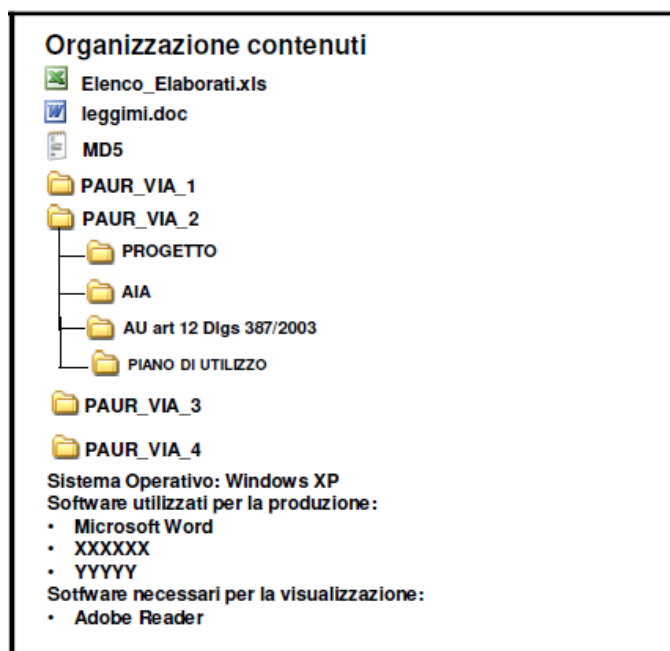 Organizzazione contenuti
Elenco_Elaborati.xls
leggimi.doc
MD5
PAUR_VIA_1
PAUR_VIA_2
PROGETTO
AIA
AU art 12 Dlgs 387/2003
PIANO DI UTILIZZO
PAUR_VIA_3
PAUR_VIA_4
Sistema Operativo: Windows XP
Software utilizzati per la produzione:
• Microsoft Word
• XXXXXX
• YYYYY
Sotfware necessari per la visualizzazione:
• Adobe Reader